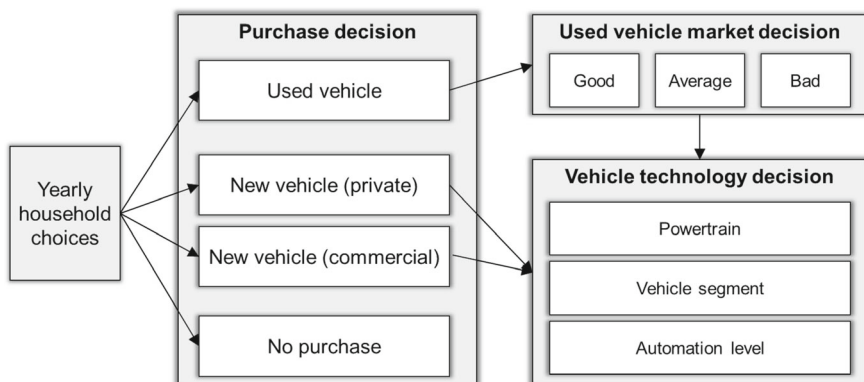 Yearly
household
choices
Purchase decision
Used vehicle
New vehicle (private)
New vehicle (commercial)
No purchase
Used vehicle market decision
Good
Average
Bad
Vehicle technology decision
Powertrain
Vehicle segment
Automation level